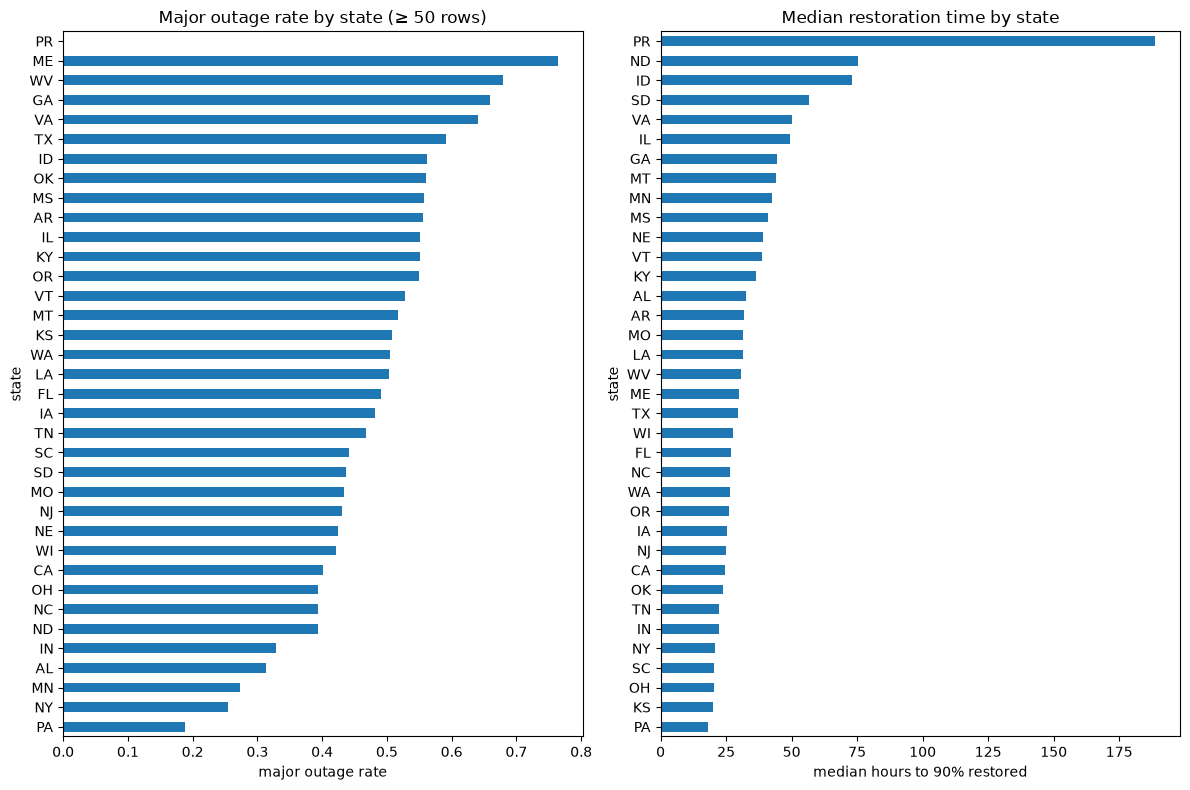 Major outage rate by state (≥ 50 rows)
PR
ME
WV
GA
VA
TX
ID
OK
MS
AR
IL
KY
OR
VT
MT
KS
WA
LA
FL
IA
TN
SC
SD
MO
NJ
NE
WI
CA
OH
NC
ND
IN
AL
MN
NY
PA
state
0.0 0.1 0.2 0.3 0.4 0.5 0.6 0.7 0.8
major outage rate
Median restoration time by state
PR
ND
ID
SD
VA
IL
GA
MT
MN
MS
NE
VT
KY
AL
AR
MO
LA
WV
ME
TX
WI
FL
NC
WA
OR
IA
NJ
CA
OK
TN
IN
NY
SC
OH
KS
PA
state
0 25 50 75 100 125 150 175
median hours to 90% restored